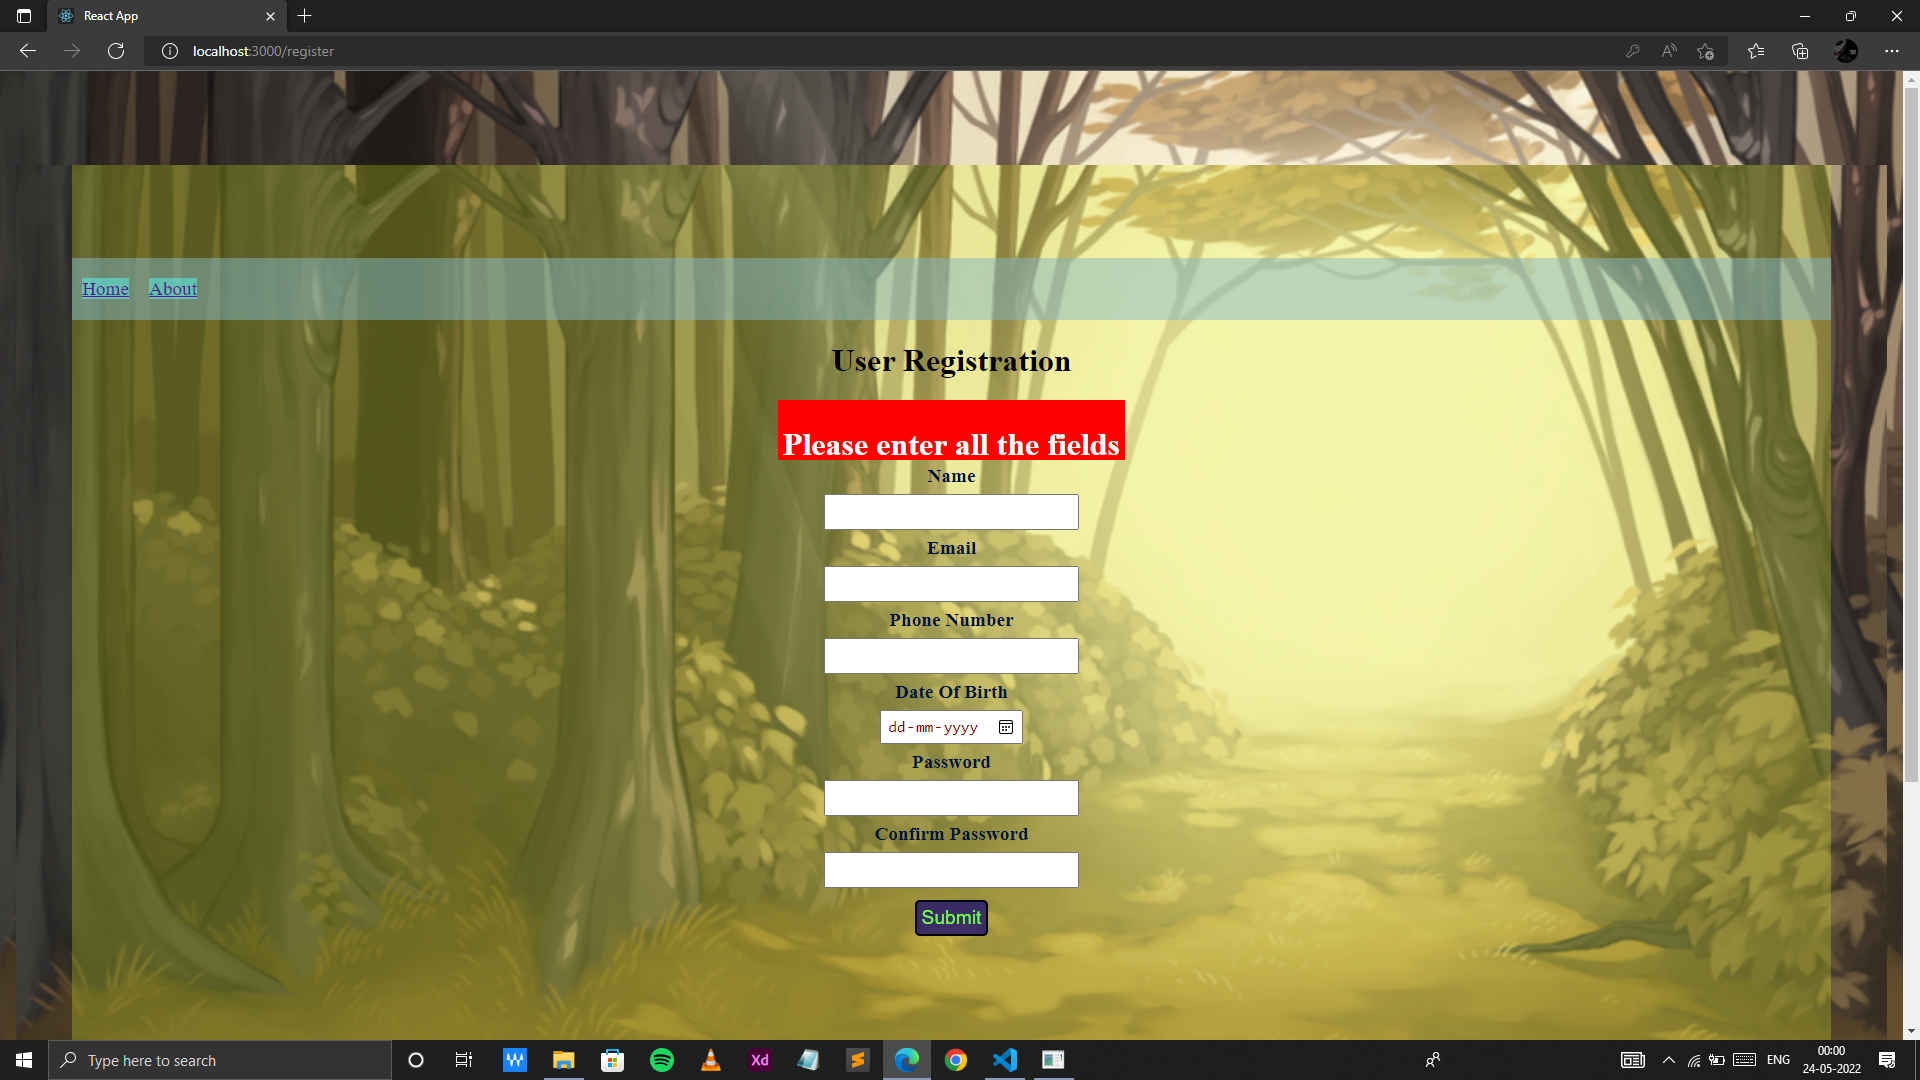 React App
localhost:3000/register
Home About
User Registration
Please enter all the fields
Name
Email
Phone Number
Date Of Birth
dd-mm-yyyy
Password
Confirm Password
Submit
Type here to search
Xd
ENG
00:00
24-05-2022